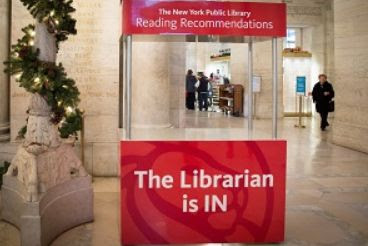 The New York Public Library
Reading Recommendations
The Librarian
is IN